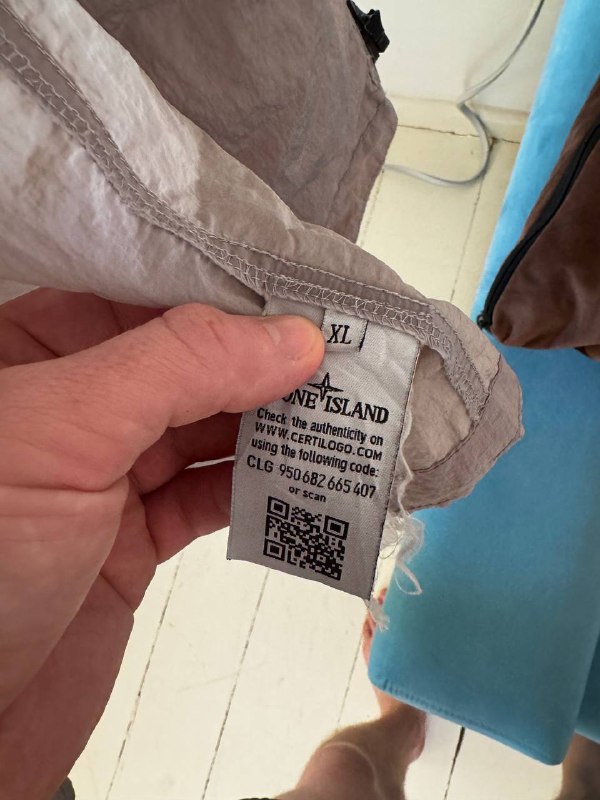 XL
ONE ISLAND
Check the authenticity on
WWW.CERTILOGO.COM
using the following code:
CLG 950 682 665 407
or scan